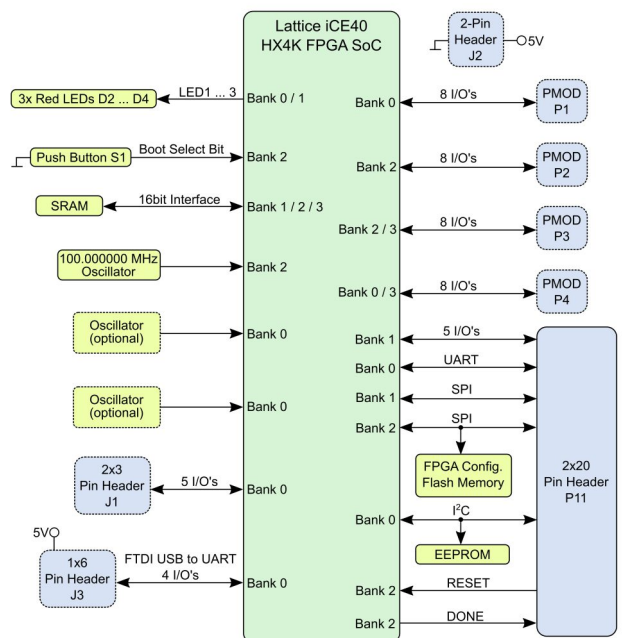 Lattice iCE40
HX4K FPGA SoC
2-Pin
Header
J2
5V
3x Red LEDs D2 ... D4
LED1 ... 3
Bank 0 / 1
Bank 0
8 I/O's
PMOD
P1
Push Button S1
Boot Select Bit
Bank 2
Bank 2
8 I/O's
PMOD
P2
SRAM
16bit Interface
Bank 1 / 2 / 3
Bank 2 / 3
8 I/O's
PMOD
P3
100.000000 MHz
Oscillator
Bank 2
Bank 0 / 3
8 I/O's
PMOD
P4
Oscillator
(optional)
Bank 0
Bank 1
5 I/O's
Bank 0
UART
Bank 1
SPI
Oscillator
(optional)
Bank 0
Bank 2
SPI
FPGA Config.
Flash Memory
2x20
Pin Header
P11
2x3
Pin Header
J1
5 I/O's
Bank 0
Bank 0
I²C
EEPROM
5V
1x6
Pin Header
J3
FTDI USB to UART
4 I/O's
Bank 0
Bank 2
RESET
Bank 2
DONE